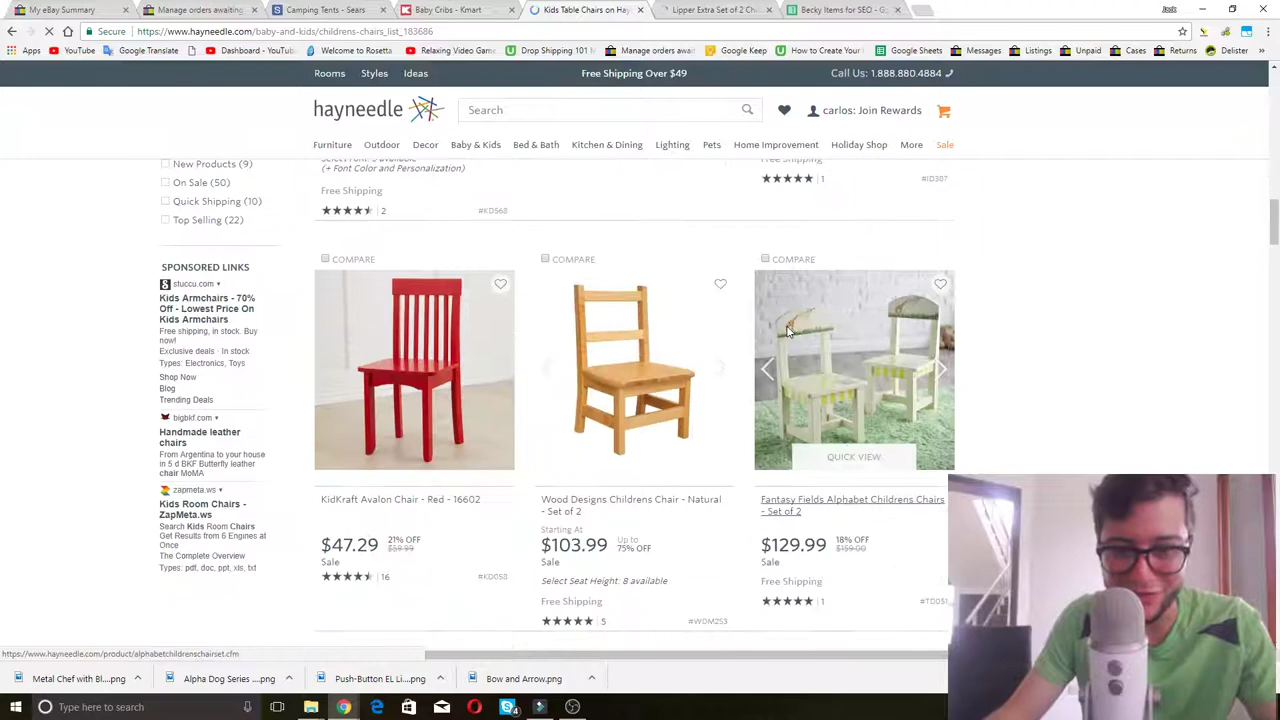 My eBay Summary
Manage orders awaiting
Camping Tents - Sears
Baby Cribs - Kmart
Kids Table Chairs on Hay
Lipper Extra Set of 2 Ch
Becky Items for SEO - G
Secure
https://www.hayneedle.com/baby-and-kids/childrens-chairs_list_183686
Apps
Google Translate
Dashboard - YouTub
Welcome to Rosetta
Relaxing Video Gam
Drop Shipping 101 M
Manage orders awai
Google Keep
How to Create Your
Google Sheets
Messages
Listings
Unpaid
Cases
Returns
Delister
»
Rooms
Styles
Ideas
Free Shipping Over $49
Call Us: 1.888.880.4884
hayneedle
Search
carlos: Join Rewards
Furniture
Outdoor
Decor
Baby & Kids
Bed & Bath
Kitchen & Dining
Lighting
Pets
Home Improvement
Holiday Shop
More
Sale
New Products (9)
On Sale (50)
Quick Shipping (10)
Top Selling (22)
SPONSORED LINKS
stuccu.com
Kids Armchairs - 70%
Off - Lowest Price On
Kids Armchairs
Free shipping, in stock. Buy
now!
Exclusive deals · In stock
Types: Electronics, Toys
Shop Now
Blog
Trending Deals
bigbkf.com
Handmade leather
chairs
From Argentina to your house
in 5 d BKF Butterfly leather
chair MoMA
zapmeta.ws
Kids Room Chairs -
ZapMeta.ws
Search Kids Room Chairs
Get Results from 6 Engines at
Once
The Complete Overview
Types: pdf, doc, ppt, xls, txt
(+ Font Color and Personalization)
Free Shipping
2
#KD568
Free Shipping
1
#ID387
COMPARE
KidKraft Avalon Chair - Red - 16602
$47.29
21% OFF
$59.99
Sale
16
#KD058
COMPARE
Wood Designs Childrens Chair - Natural
- Set of 2
Starting At
$103.99
Up to
75% OFF
Sale
Select Seat Height: 8 available
Free Shipping
5
#WDM253
COMPARE
QUICK VIEW
Fantasy Fields Alphabet Childrens Chairs
- Set of 2
$129.99
18% OFF
$159.00
Sale
Free Shipping
1
#TD051
https://www.hayneedle.com/product/alphabetchildrenschairset.cfm
Metal Chef with Bl....png
Alpha Dog Series ....png
Push-Button EL Li....png
Bow and Arrow.png
Type here to search
4